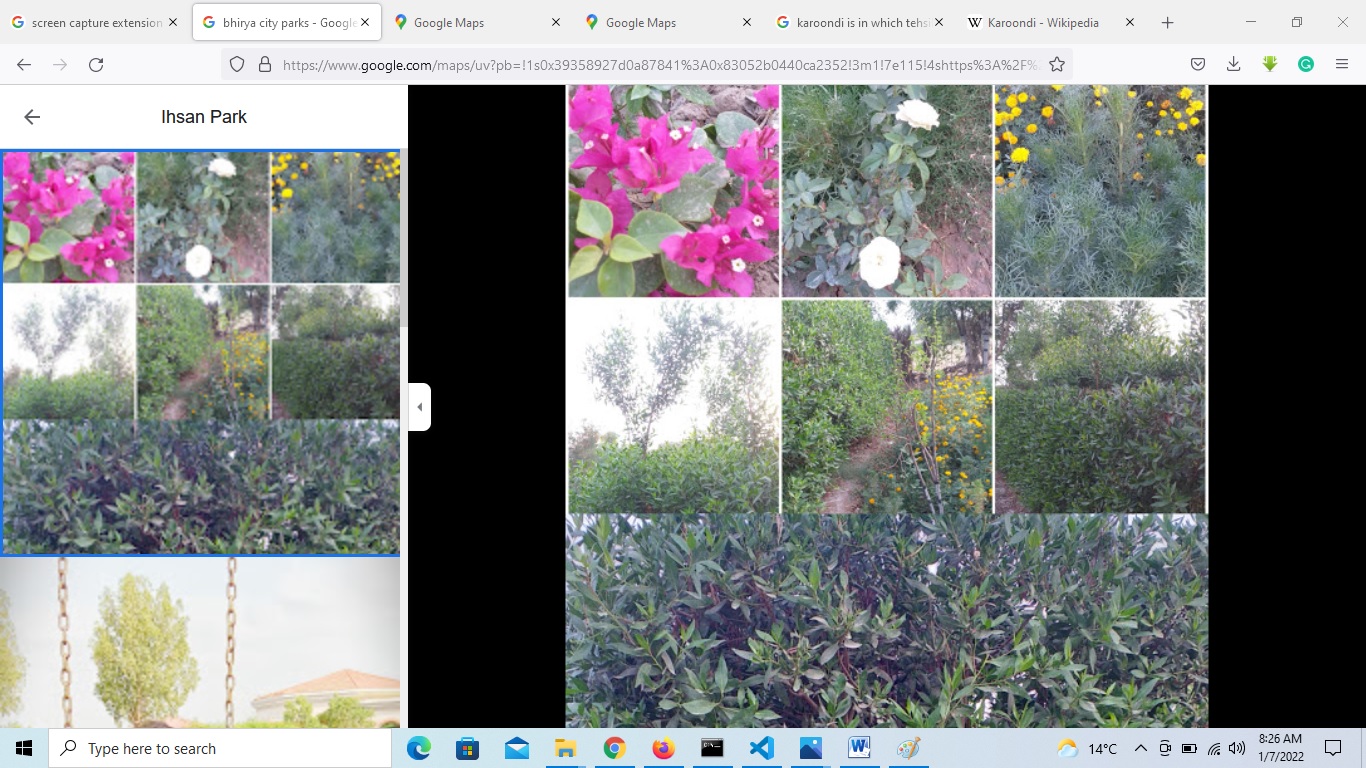 screen capture extension
bhirya city parks - Google
Google Maps
Google Maps
karoondi is in which tehsi
Karoondi - Wikipedia
https://www.google.com/maps/uv?pb=!1s0x39358927d0a87841%3A0x83052b0440ca2352!3m1!7e115!4shttps%3A%2F%
Ihsan Park
Type here to search
14°C
8:26 AM
1/7/2022